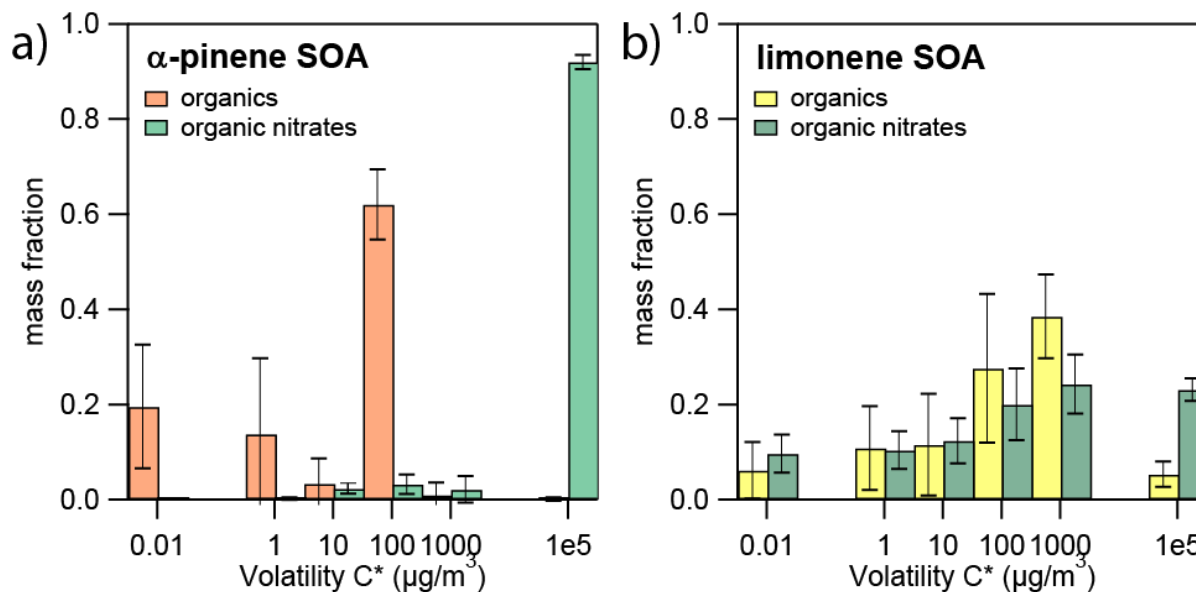 a)
α-pinene SOA
organics
organic nitrates
mass fraction
1.0
0.8
0.6
0.4
0.2
0.0
0.01 1 10 100 1000 1e5
Volatility C* (µg/m³)
b)
limonene SOA
organics
organic nitrates
mass fraction
1.0
0.8
0.6
0.4
0.2
0.0
0.01 1 10 100 1000 1e5
Volatility C* (µg/m³)